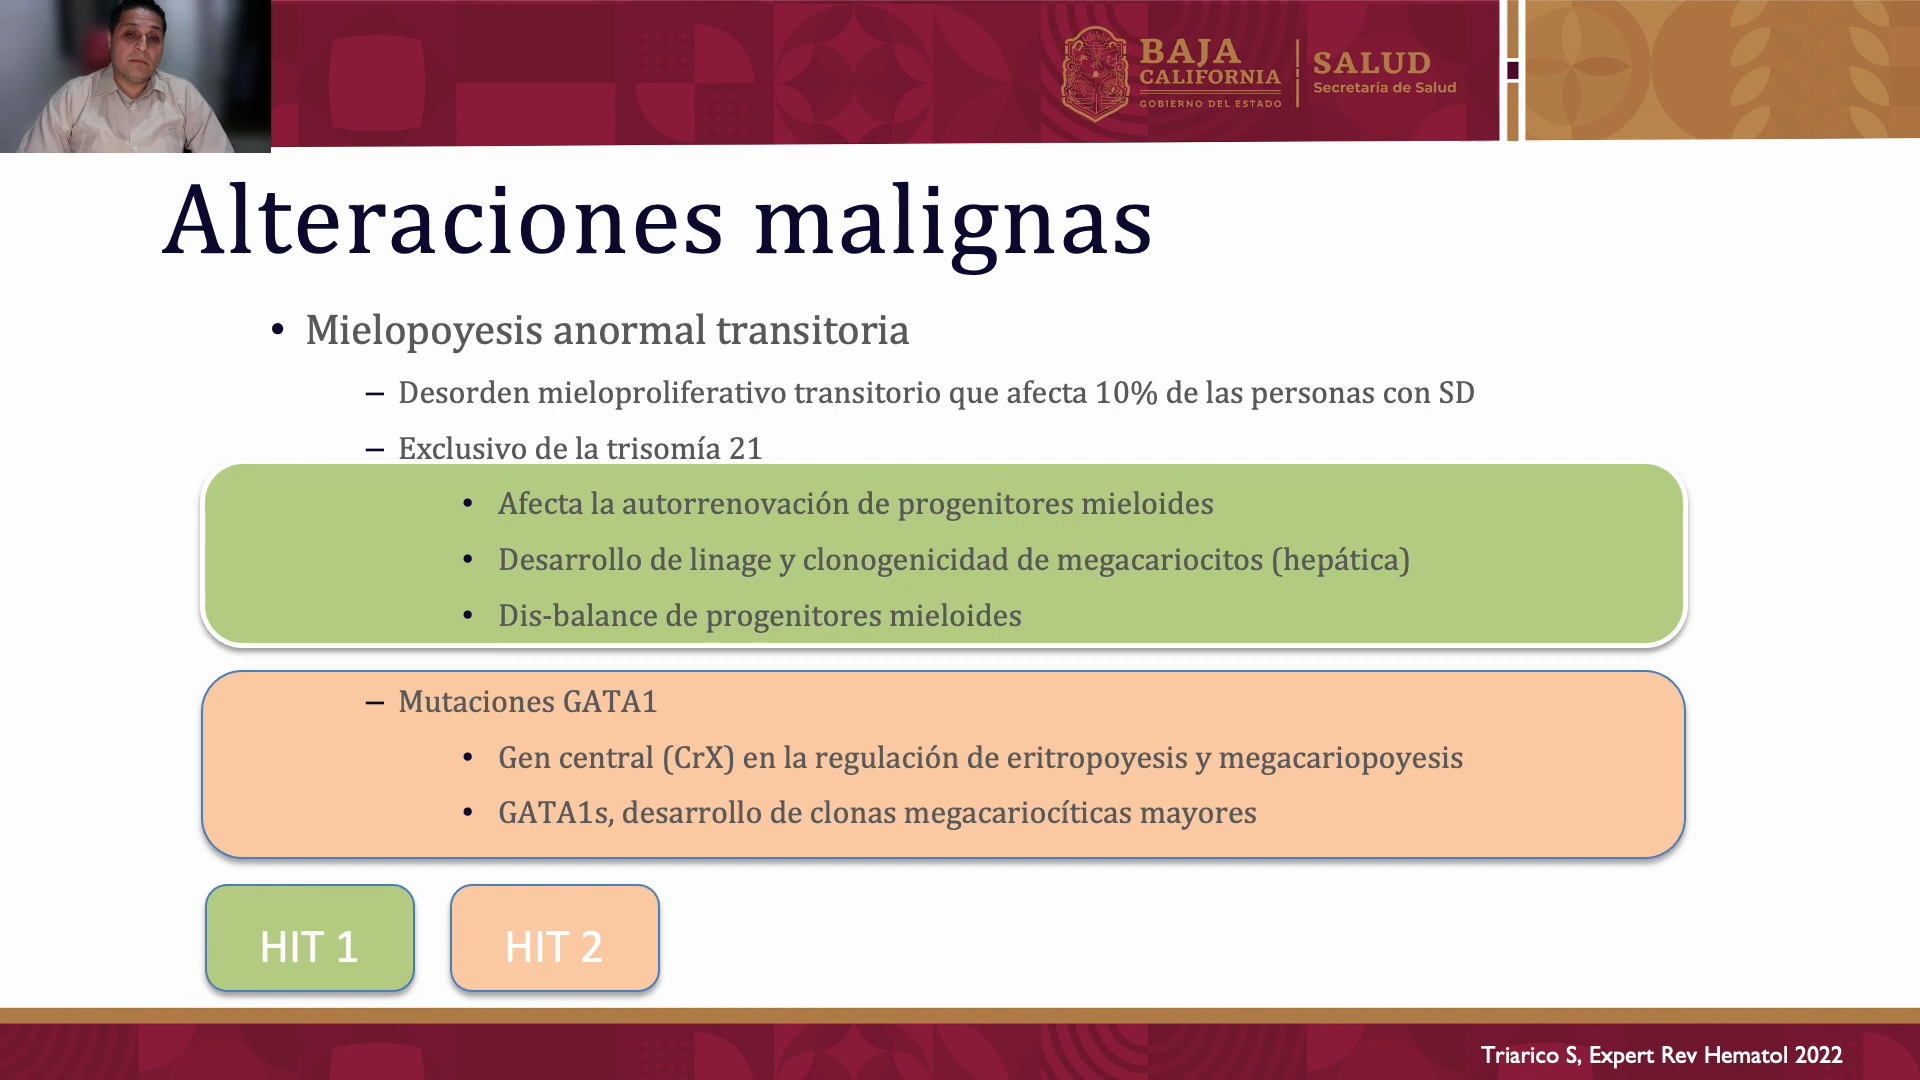 BAJA
CALIFORNIA
GOBIERNO DEL ESTADO
SALUD
Secretaría de Salud
Alteraciones malignas
• Mielopoyesis anormal transitoria
– Desorden mieloproliferativo transitorio que afecta 10% de las personas con SD
– Exclusivo de la trisomía 21
• Afecta la autorrenovación de progenitores mieloides
• Desarrollo de linage y clonogenicidad de megacariocitos (hepática)
• Dis-balance de progenitores mieloides
– Mutaciones GATA1
• Gen central (CrX) en la regulación de eritropoyesis y megacariopoyesis
• GATA1s, desarrollo de clonas megacariocíticas mayores
HIT 1
HIT 2
Triarico S, Expert Rev Hematol 2022